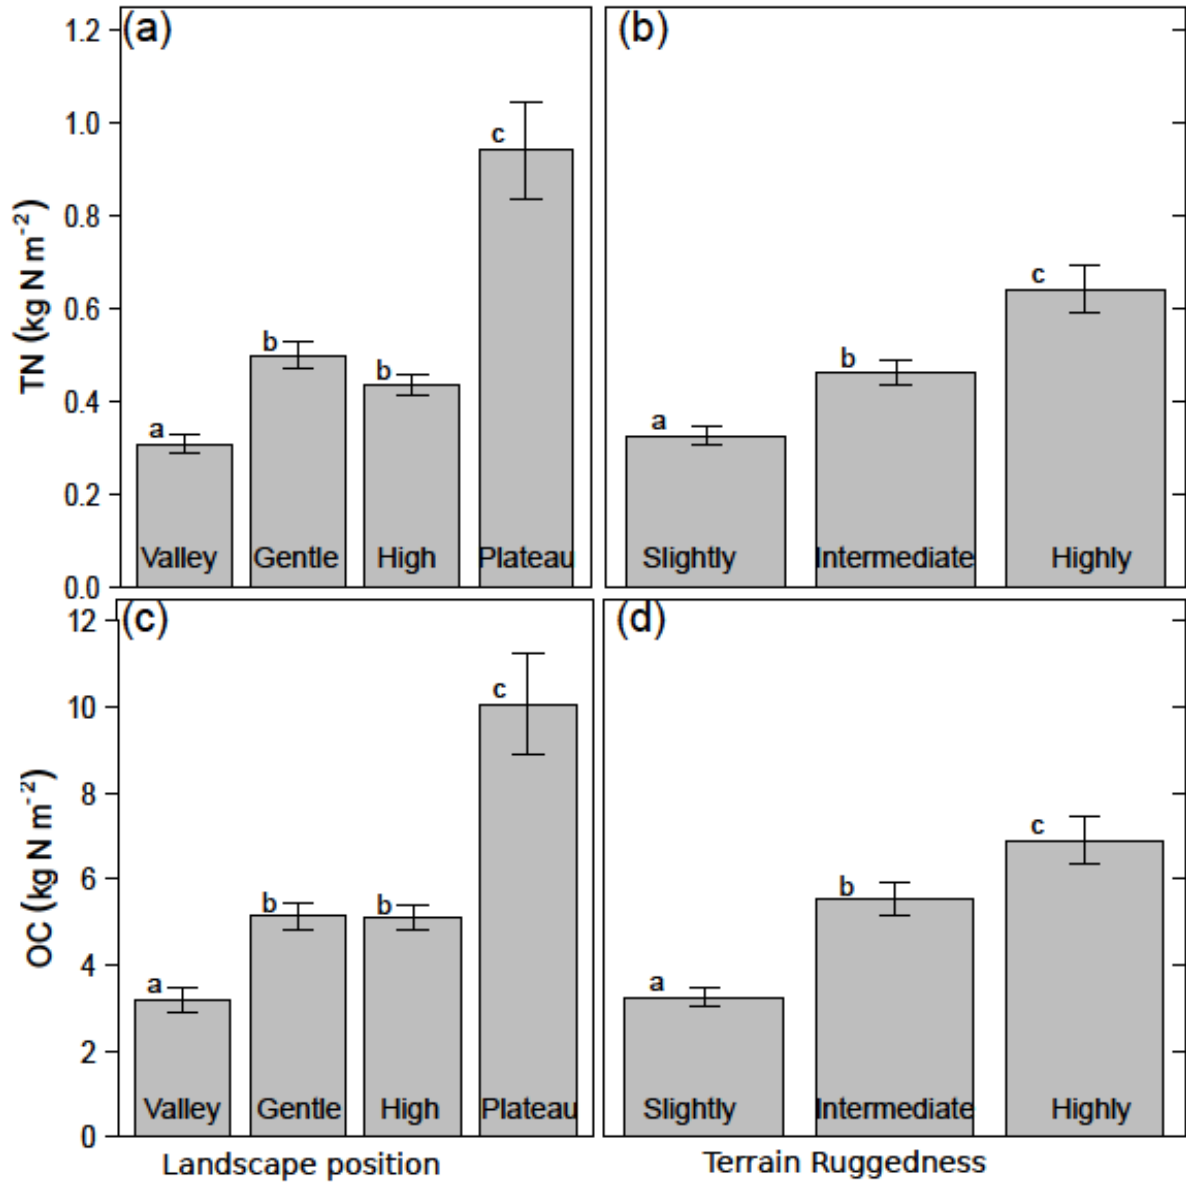 (a)
(b)
1.2
1.0
0.8
0.6
0.4
0.2
0.0
TN (kg N m⁻²)
c
b
b
a
c
b
a
Valley Gentle High Plateau
Slightly Intermediate Highly
(c)
(d)
12
10
8
6
4
2
0
OC (kg N m⁻²)
c
b
b
a
c
b
a
Valley Gentle High Plateau
Slightly Intermediate Highly
Landscape position
Terrain Ruggedness